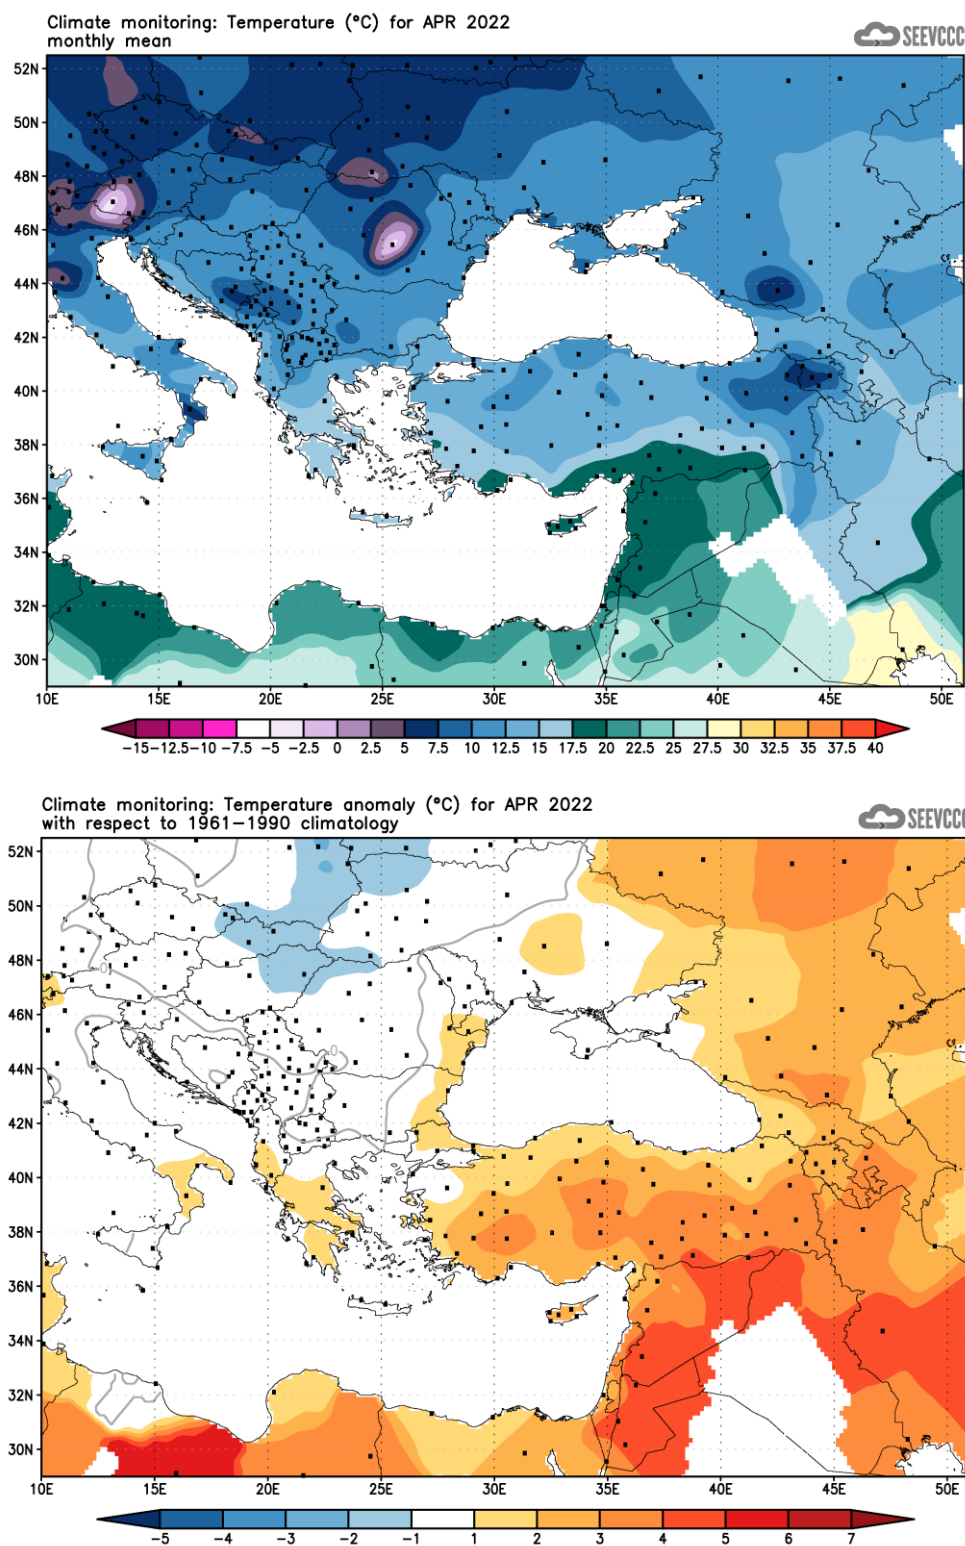 Climate monitoring: Temperature (°C) for APR 2022
monthly mean
SEEVCCC
52N
50N
48N
46N
44N
42N
40N
38N
36N
34N
32N
30N
10E 15E 20E 25E 30E 35E 40E 45E 50E
−15 −12.5 −10 −7.5 −5 −2.5 0 2.5 5 7.5 10 12.5 15 17.5 20 22.5 25 27.5 30 32.5 35 37.5 40
Climate monitoring: Temperature anomaly (°C) for APR 2022
with respect to 1961−1990 climatology
SEEVCCC
52N
50N
48N
0
46N
0
44N
42N
40N
38N
36N
34N
32N
30N
10E 15E 20E 25E 30E 35E 40E 45E 50E
−5 −4 −3 −2 −1 1 2 3 4 5 6 7